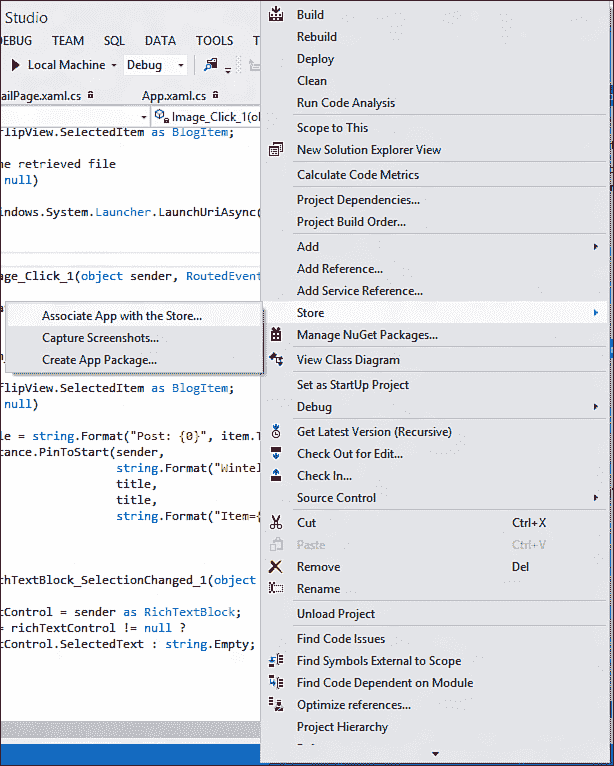 Studio
DEBUG TEAM SQL DATA TOOLS
Local Machine Debug
ailPage.xaml.cs App.xaml.cs
Image_Click_1(ol
flipView.SelectedItem as BlogItem;
ne retrieved file
null)
indows.System.Launcher.LaunchUriAsync(
age_Click_1(object sender, RoutedEvent
Associate App with the Store...
Capture Screenshots...
Create App Package...
flipView.SelectedItem as BlogItem;
null)
le = string.Format("Post: {0}", item.T
tance.PinToStart(sender,
string.Format("Wintel
title,
title,
string.Format("Item={
chTextBlock_SelectionChanged_1(object
tControl = sender as RichTextBlock;
= richTextControl != null ?
tControl.SelectedText : string.Empty;
Build
Rebuild
Deploy
Clean
Run Code Analysis
Scope to This
New Solution Explorer View
Calculate Code Metrics
Project Dependencies...
Project Build Order...
Add
Add Reference...
Add Service Reference...
Store
Manage NuGet Packages...
View Class Diagram
Set as StartUp Project
Debug
Get Latest Version (Recursive)
Check Out for Edit...
Check In...
Source Control
Cut Ctrl+X
Paste Ctrl+V
Remove Del
Rename
Unload Project
Find Code Issues
Find Symbols External to Scope
Find Code Dependent on Module
Optimize references...
Project Hierarchy